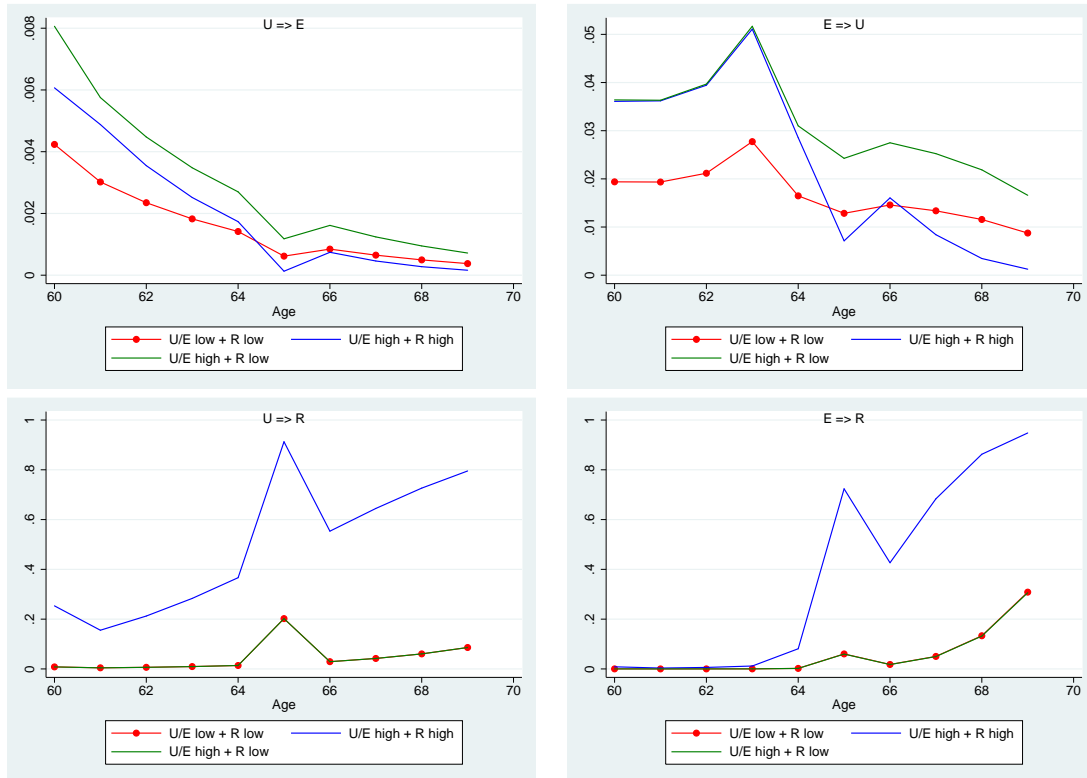 U => E
.008
.006
.004
.002
0
60 62 64 66 68 70
Age
U/E low + R low U/E high + R high
U/E high + R low
E => U
.05
.04
.03
.02
.01
0
60 62 64 66 68 70
Age
U/E low + R low U/E high + R high
U/E high + R low
U => R
1
.8
.6
.4
.2
0
60 62 64 66 68 70
Age
U/E low + R low U/E high + R high
U/E high + R low
E => R
1
.8
.6
.4
.2
0
60 62 64 66 68 70
Age
U/E low + R low U/E high + R high
U/E high + R low